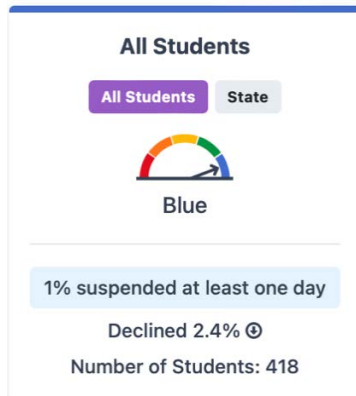 All Students
All Students State
Blue
1% suspended at least one day
Declined 2.4%
Number of Students: 418